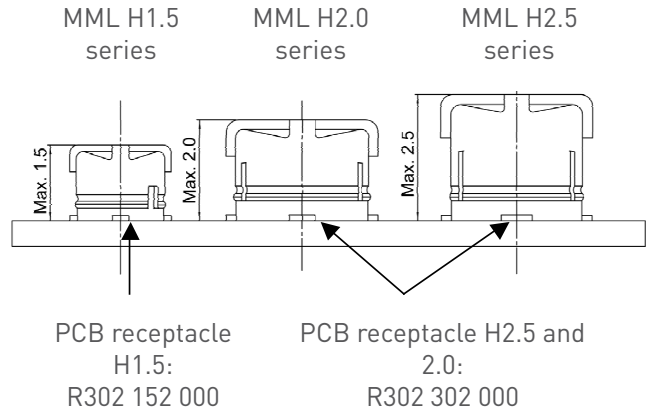 MML H1.5
series
MML H2.0
series
MML H2.5
series
Max. 1.5
Max. 2.0
Max. 2.5
PCB receptacle
H1.5:
R302 152 000
PCB receptacle H2.5 and
2.0:
R302 302 000